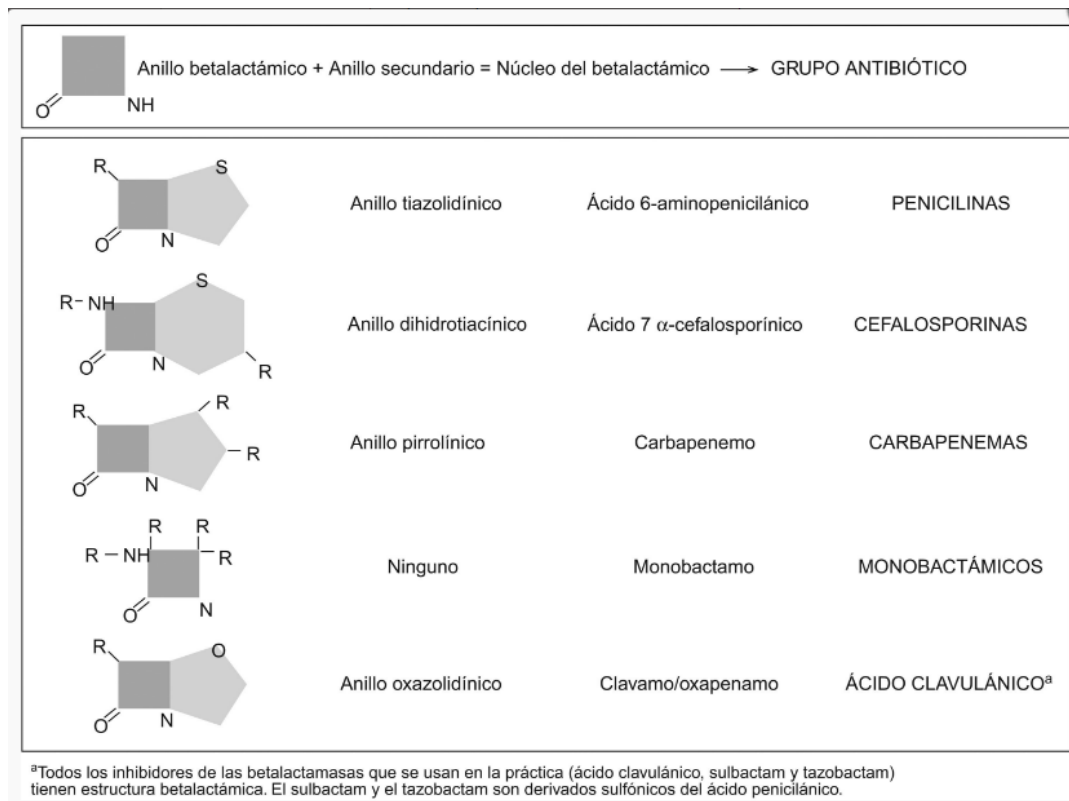 Anillo betalactámico + Anillo secundario = Núcleo del betalactámico → GRUPO ANTIBIÓTICO
O
NH
R
S
Anillo tiazolidínico Ácido 6-aminopenicilánico PENICILINAS
O
N
S
R–NH
Anillo dihidrotiacínico Ácido 7 α-cefalosporínico CEFALOSPORINAS
O
N
R
R
R
Anillo pirrolínico Carbapenemo CARBAPENEMAS
R
O
N
R R
R–NH R
Ninguno Monobactamo MONOBACTÁMICOS
O
N
R
O
Anillo oxazolidínico Clavamo/oxapenamo ÁCIDO CLAVULÁNICOª
O
N
ªTodos los inhibidores de las betalactamasas que se usan en la práctica (ácido clavulánico, sulbactam y tazobactam)
tienen estructura betalactámica. El sulbactam y el tazobactam son derivados sulfónicos del ácido penicilánico.